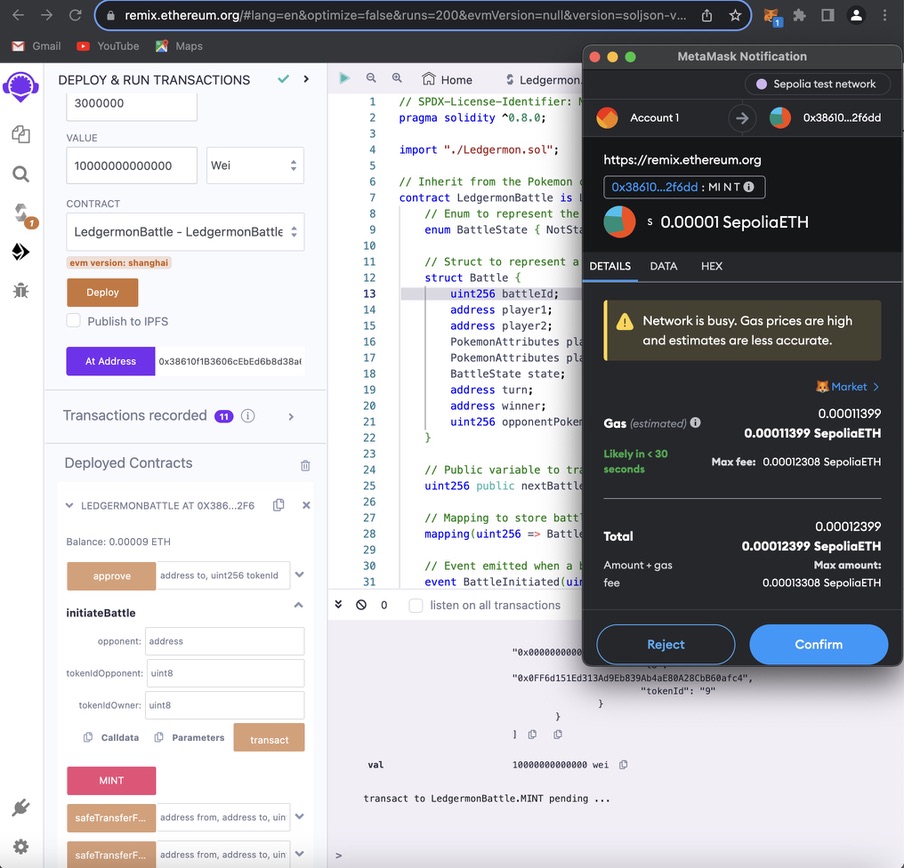 remix.ethereum.org/#lang=en&optimize=false&runs=200&evmVersion=null&version=soljson-v...
1
Gmail
YouTube
Maps
DEPLOY & RUN TRANSACTIONS
3000000
VALUE
10000000000000
Wei
CONTRACT
LedgermonBattle - LedgermonBattle
evm version: shanghai
Deploy
Publish to IPFS
At Address
0x38610f1B3606cEbEd6b8d38a
Transactions recorded 11 i
Deployed Contracts
LEDGERMONBATTLE AT 0X386...2F6
Balance: 0.00009 ETH
approve
address to, uint256 tokenId
initiateBattle
opponent: address
tokenIdOpponent: uint8
tokenIdOwner: uint8
Calldata
Parameters
transact
MINT
safeTransferF...
address from, address to, uin
safeTransferF...
address from, address to, uin
1
Home
Ledgermon
1 // SPDX-License-Identifier:
2 pragma solidity ^0.8.0;
3
4 import "./Ledgermon.sol";
5
6 // Inherit from the Pokemon
7 contract LedgermonBattle is
8 // Enum to represent the
9 enum BattleState { NotSta
10
11 // Struct to represent a
12 struct Battle {
13 uint256 battleId;
14 address player1;
15 address player2;
16 PokemonAttributes pla
17 PokemonAttributes pla
18 BattleState state;
19 address turn;
20 address winner;
21 uint256 opponentPoke
22 }
23
24 // Public variable to tra
25 uint256 public nextBattle
26
27 // Mapping to store batt
28 mapping(uint256 => Battle
29
30 // Event emitted when a b
31 event BattleInitiated(uin
0
listen on all transactions
"0x0000000000
"0x0FF6d151Ed313Ad9Eb839Ab4aE80A28CbB60afc4",
"tokenId": "9"
}
}
]
val
10000000000000 wei
transact to LedgermonBattle.MINT pending ...
>
MetaMask Notification
Sepolia test network
Account 1
0x38610...2f6dd
https://remix.ethereum.org
0x38610...2f6dd : MINT
S 0.00001 SepoliaETH
DETAILS
DATA
HEX
Network is busy. Gas prices are high
and estimates are less accurate.
Market >
0.00011399
Gas (estimated) i
0.00011399 SepoliaETH
Likely in < 30
seconds
Max fee: 0.00012308 SepoliaETH
0.00012399
Total
0.00012399 SepoliaETH
Amount + gas
fee
Max amount:
0.00013308 SepoliaETH
Reject
Confirm